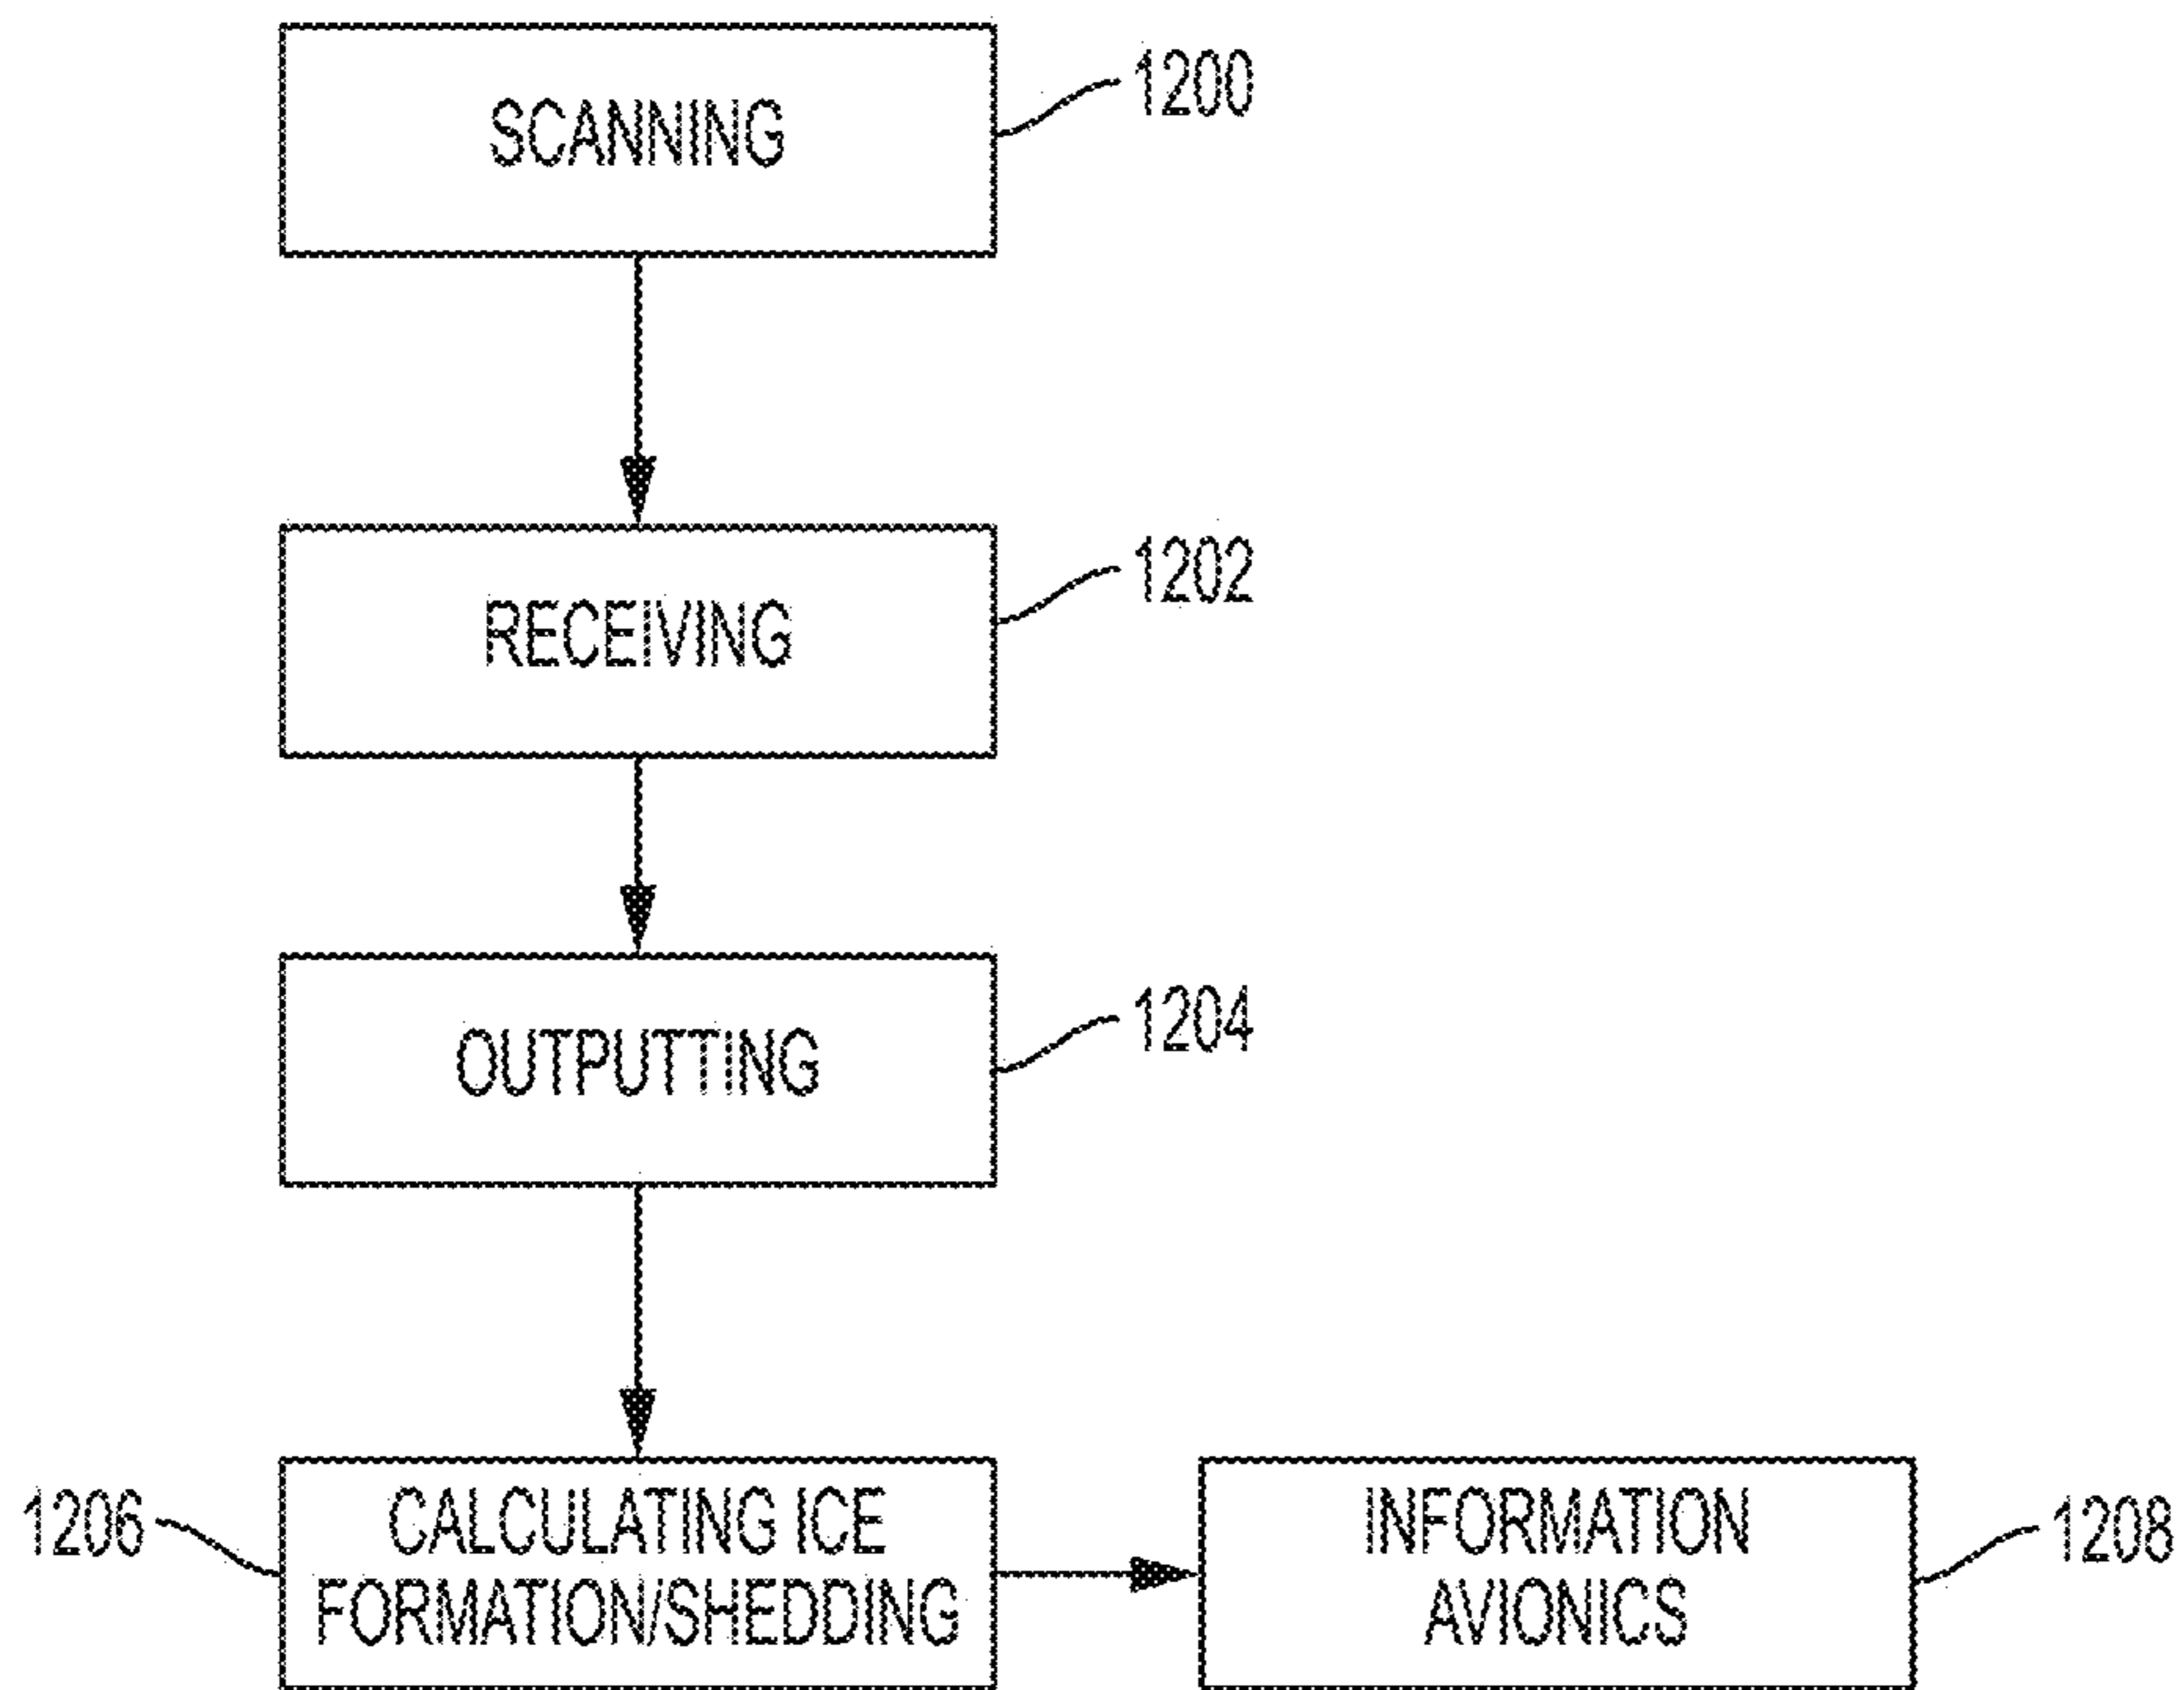 SCANNING
1200
RECEIVING
1202
OUTPUTTING
1204
1206
CALCULATING ICE
FORMATION/SHEDDING
INFORMATION
AVIONICS
1208